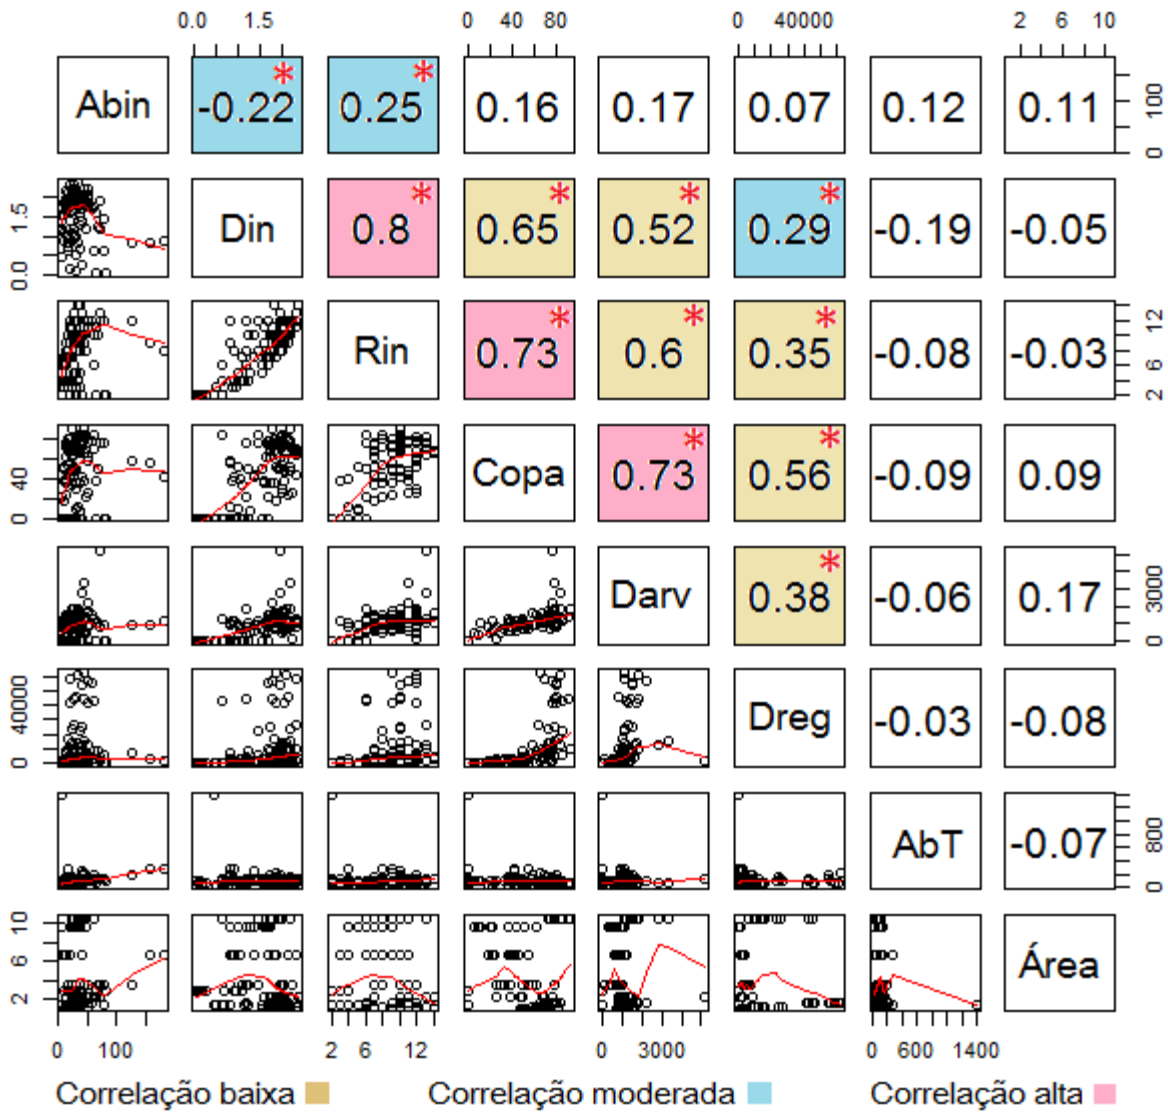 0.0 1.5 0 40 80 0 40000 2 6 10
Abin -0.22 * 0.25 * 0.16 0.17 0.07 0.12 0.11 0 100
0.0 1.5 Din 0.8 * 0.65 * 0.52 * 0.29 * -0.19 -0.05
Rin 0.73 * 0.6 * 0.35 * -0.08 -0.03 2 6 12
0 40 Copa 0.73 * 0.56 * -0.09 0.09
Darv 0.38 * -0.06 0.17 0 3000
0 40000 Dreg -0.03 -0.08
AbT -0.07 0 800
2 6 10 Área
0 100 2 6 12 0 3000 0 600 1400
Correlação baixa Correlação moderada Correlação alta